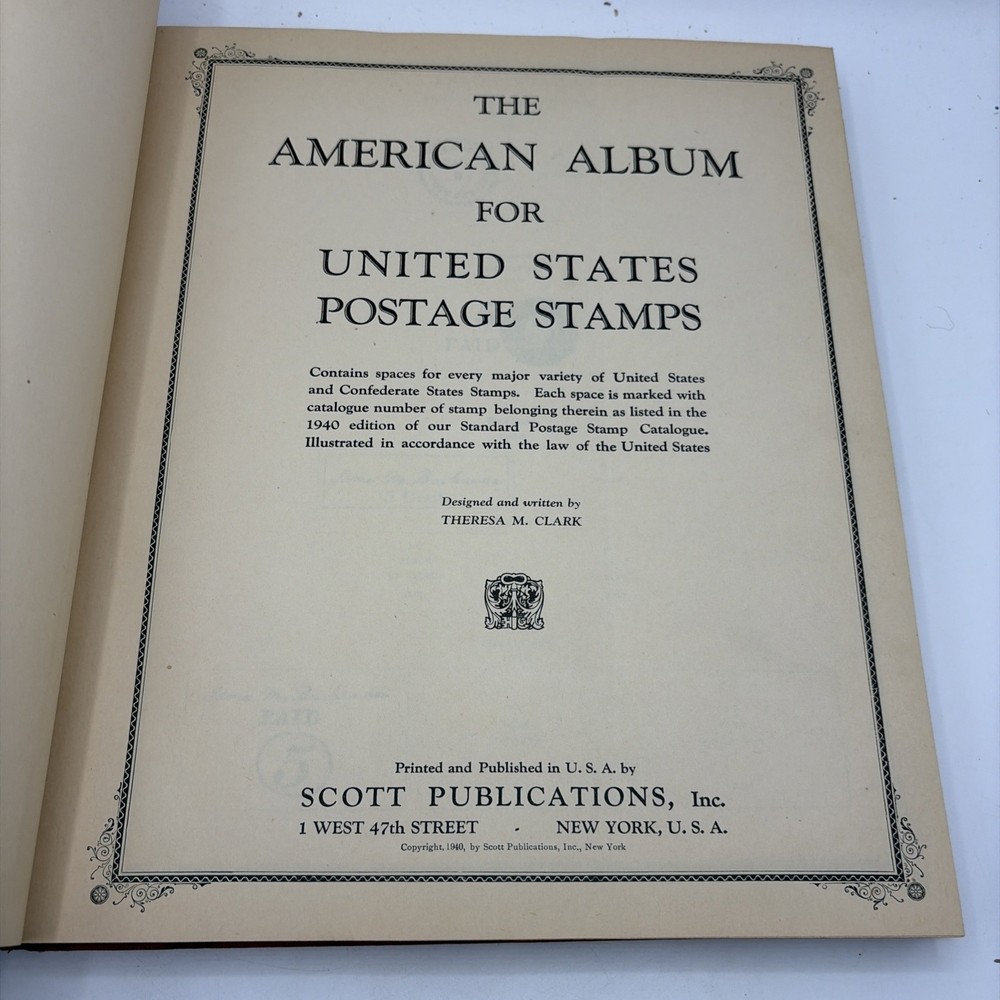 THE
AMERICAN ALBUM
FOR
UNITED STATES
POSTAGE STAMPS
Contains spaces for every major variety of United States
and Confederate States Stamps. Each space is marked with
catalogue number of stamp belonging therein as listed in the
1940 edition of our Standard Postage Stamp Catalogue.
Illustrated in accordance with the law of the United States
Designed and written by
THERESA M. CLARK
PAID
5
Printed and Published in U. S. A. by
SCOTT PUBLICATIONS, Inc.
1 WEST 47th STREET - NEW YORK, U. S. A.
Copyright, 1940, by Scott Publications, Inc., New York